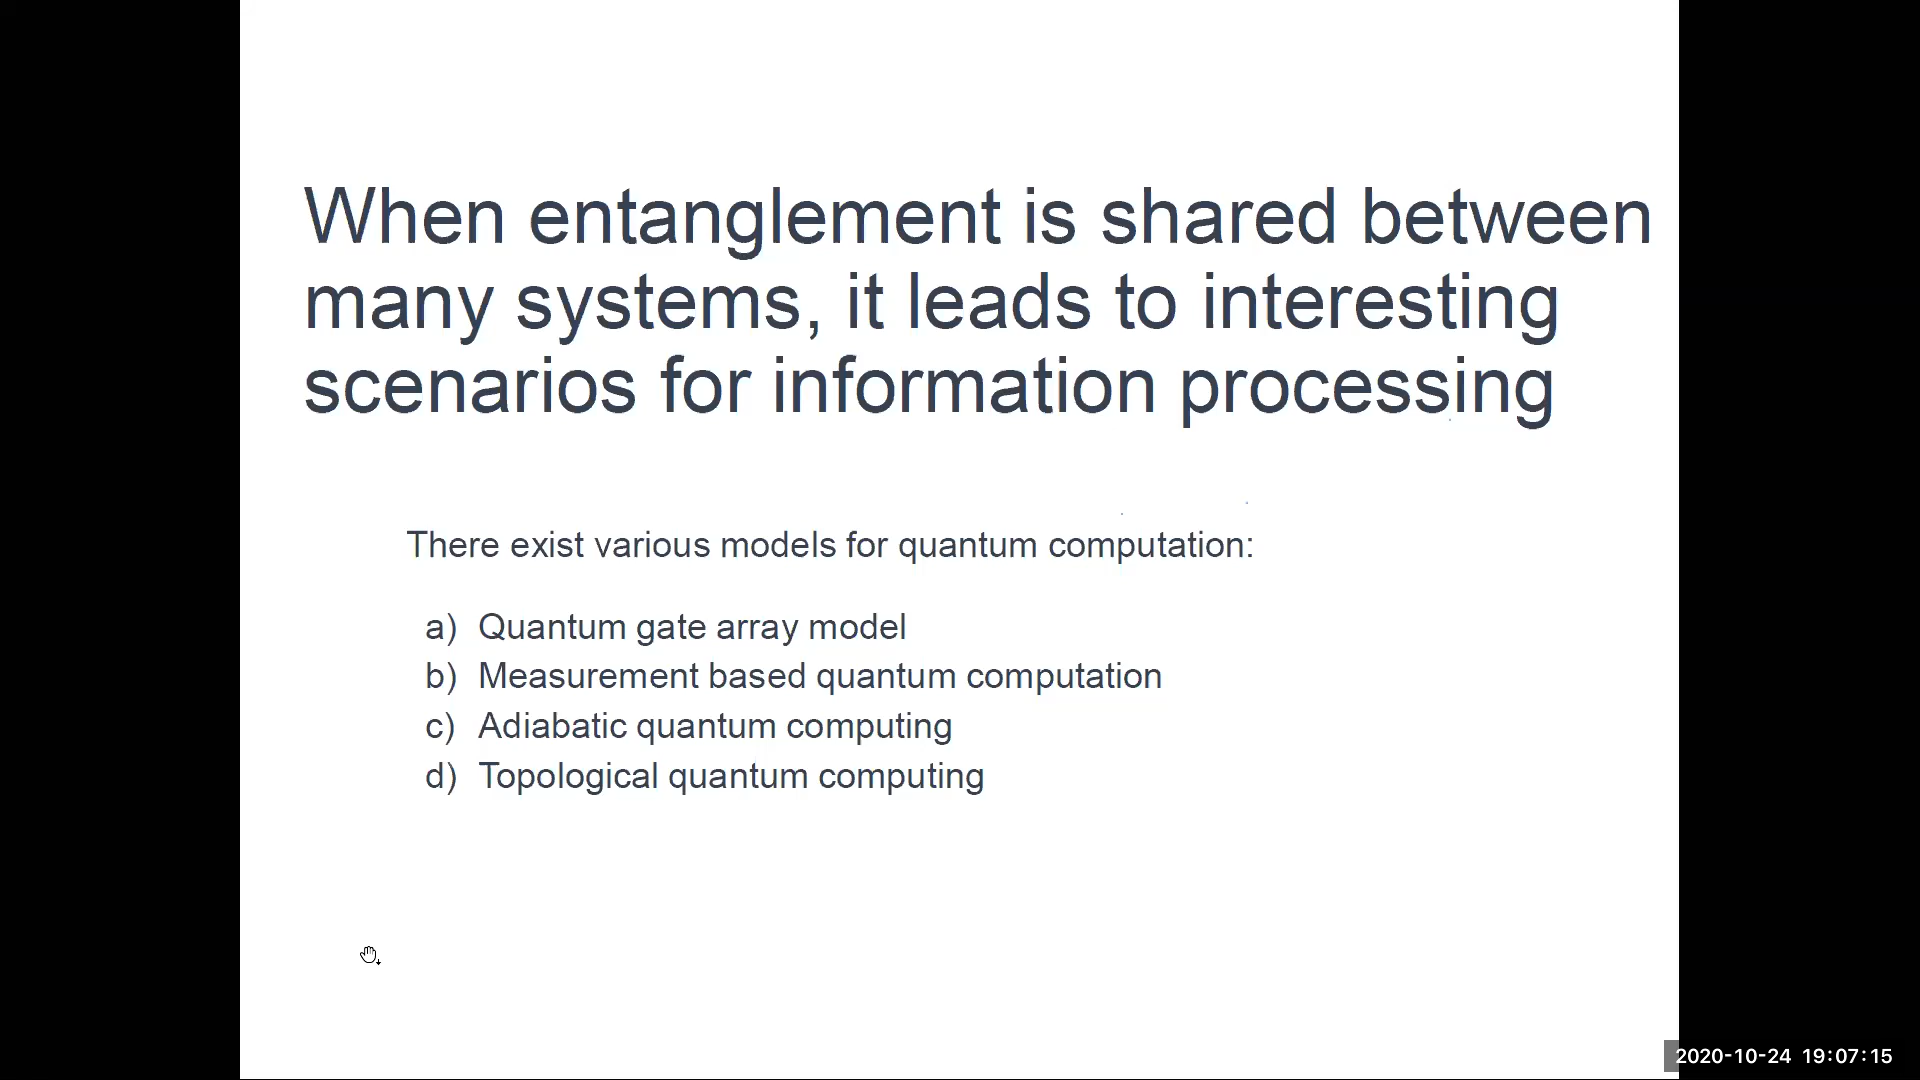 When entanglement is shared between
many systems, it leads to interesting
scenarios for information processing
There exist various models for quantum computation:
a) Quantum gate array model
b) Measurement based quantum computation
c) Adiabatic quantum computing
d) Topological quantum computing
2020-10-24 19:07:15